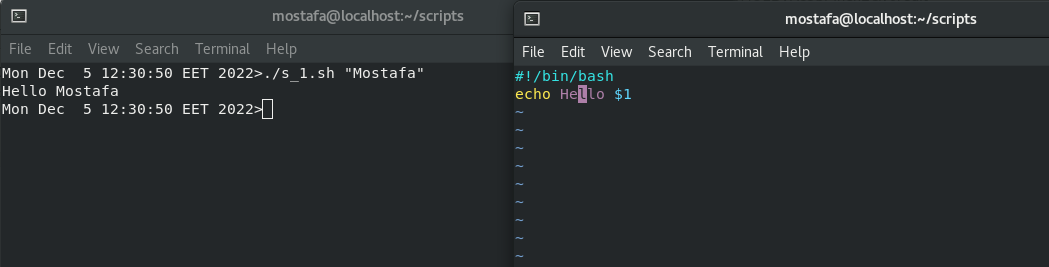 mostafa@localhost:~/scripts
File Edit View Search Terminal Help
Mon Dec  5 12:30:50 EET 2022>./s_1.sh "Mostafa"
Hello Mostafa
Mon Dec  5 12:30:50 EET 2022>
mostafa@localhost:~/scripts
File Edit View Search Terminal Help
#!/bin/bash
echo Hello $1
~
~
~
~
~
~
~
~
~